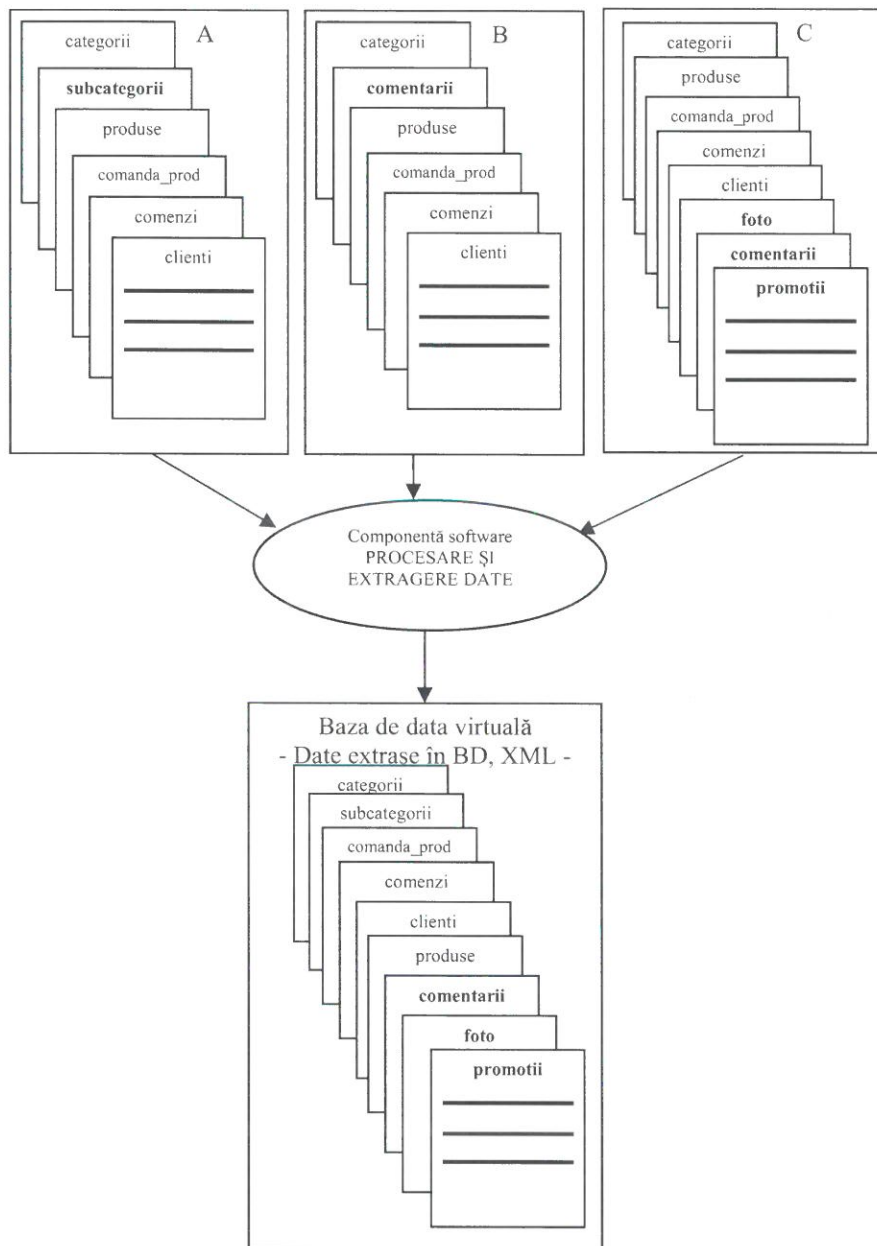 A
categorii
subcategorii
produse
comanda_prod
comenzi
clienti
B
categorii
comentarii
produse
comanda_prod
comenzi
clienti
C
categorii
produse
comanda_prod
comenzi
clienti
foto
comentarii
promotii
Componentă software
PROCESARE ŞI
EXTRAGERE DATE
Baza de data virtuală
- Date extrase în BD, XML -
categorii
subcategorii
comanda_prod
comenzi
clienti
produse
comentarii
foto
promotii